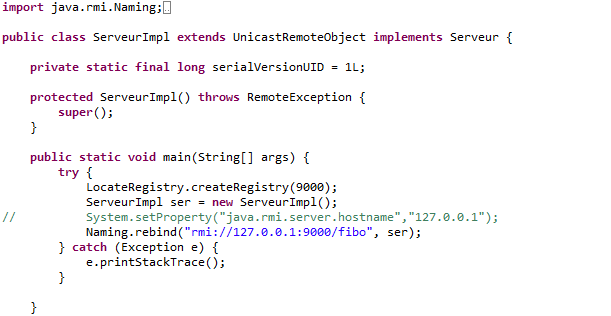 import java.rmi.Naming;
public class ServeurImpl extends UnicastRemoteObject implements Serveur {
    private static final long serialVersionUID = 1L;
    protected ServeurImpl() throws RemoteException {
        super();
    }
    public static void main(String[] args) {
        try {
            LocateRegistry.createRegistry(9000);
            ServeurImpl ser = new ServeurImpl();
//          System.setProperty("java.rmi.server.hostname","127.0.0.1");
            Naming.rebind("rmi://127.0.0.1:9000/fibo", ser);
        } catch (Exception e) {
            e.printStackTrace();
        }
    }